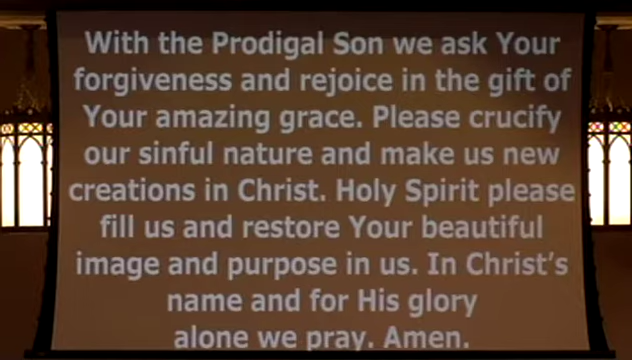 With the Prodigal Son we ask Your
forgiveness and rejoice in the gift of
Your amazing grace. Please crucify
our sinful nature and make us new
creations in Christ. Holy Spirit please
fill us and restore Your beautiful
image and purpose in us. In Christ's
name and for His glory
alone we pray. Amen.